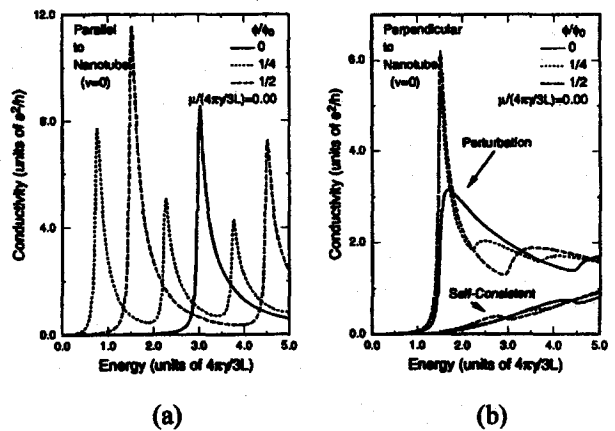 12.0
8.0
4.0
0.0
Conductivity (units of e²/h)
Parallel
to
Nanotube
(ν=0)
ϕ/ϕ₀
0
1/4
1/2
μ/(4πγ/3L)=0.00
0.0 1.0 2.0 3.0 4.0 5.0
Energy (units of 4πγ/3L)
(a)
6.0
4.0
2.0
0.0
Conductivity (units of e²/h)
Perpendicular
to
Nanotube
(ν=0)
ϕ/ϕ₀
0
1/4
1/2
μ/(4πγ/3L)=0.00
Perturbation
Self-Consistent
0.0 1.0 2.0 3.0 4.0 5.0
Energy (units of 4πγ/3L)
(b)